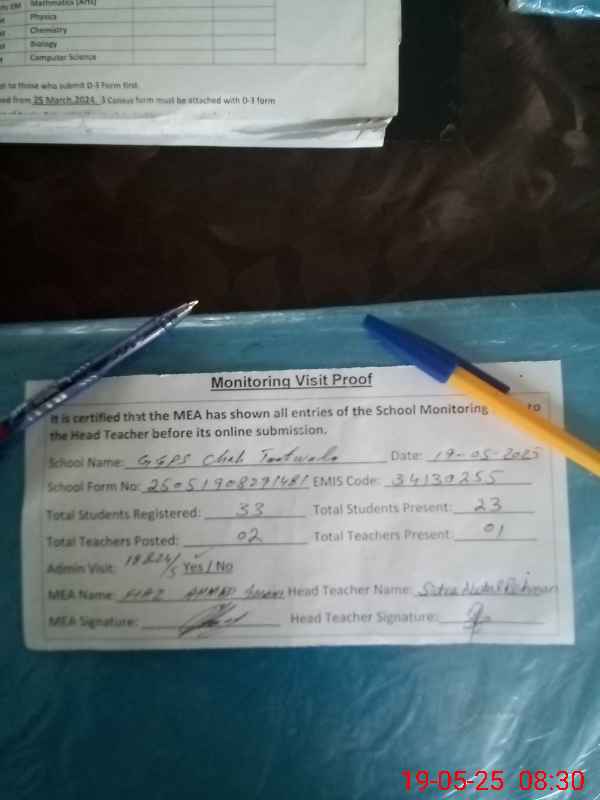 Mathematica (Arts)
Physics
Chemistry
Biology
Computer Science
to those who submit D-3 Form first.
from 25 March 2024, 3 Convus form must be attached with D-3 form
Monitoring Visit Proof
It is certified that the MEA has shown all entries of the School Monitoring to
the Head Teacher before its online submission.
School Name: GGPS Chah Date: 19-05-2025
School Form No: EMIS Code: 34130255
Total Students Registered: 33 Total Students Present: 23
Total Teachers Posted: 02 Total Teachers Present: 01
Admin Visit: Yes / No
MEA Name: AHMAD Head Teacher Name:
MEA Signature: Head Teacher Signature:
19-05-25 08:30